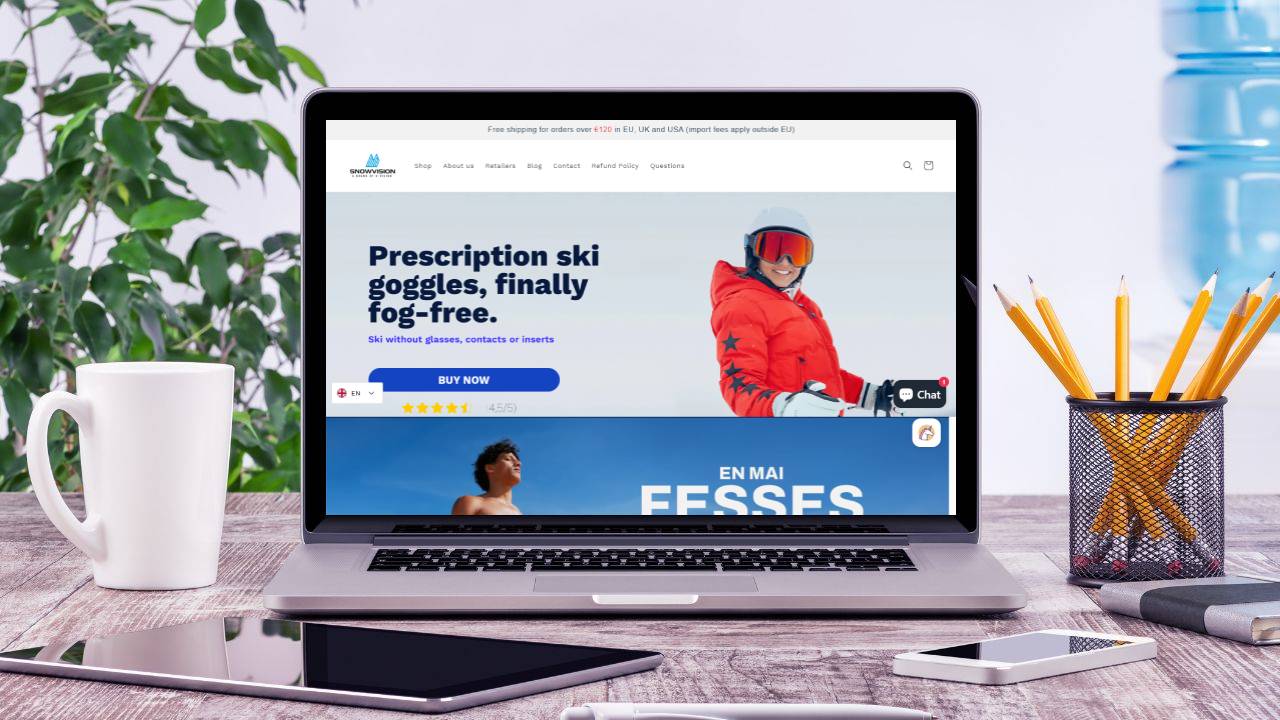 Free shipping for orders over €120 in EU, UK and USA (import fees apply outside EU)
SNOWVISION
Shop About us Retailers Blog Contact Refund Policy Questions
Prescription ski
goggles, finally
fog-free.
Ski without glasses, contacts or inserts
BUY NOW
EN
(4,5/5)
1
Chat
EN MAI
FESSES